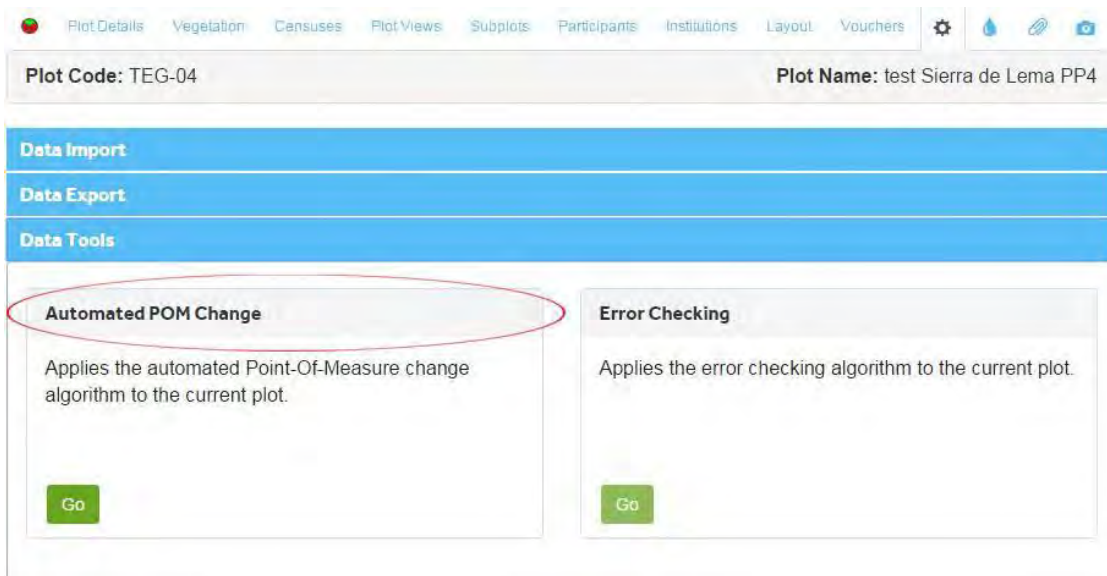 Plot Details Vegetation Censuses Plot Views Subplots Participants Institutions Layout Vouchers
Plot Code: TEG-04 Plot Name: test Sierra de Lema PP4
Data Import
Data Export
Data Tools
Automated POM Change
Applies the automated Point-Of-Measure change
algorithm to the current plot.
Go
Error Checking
Applies the error checking algorithm to the current plot.
Go